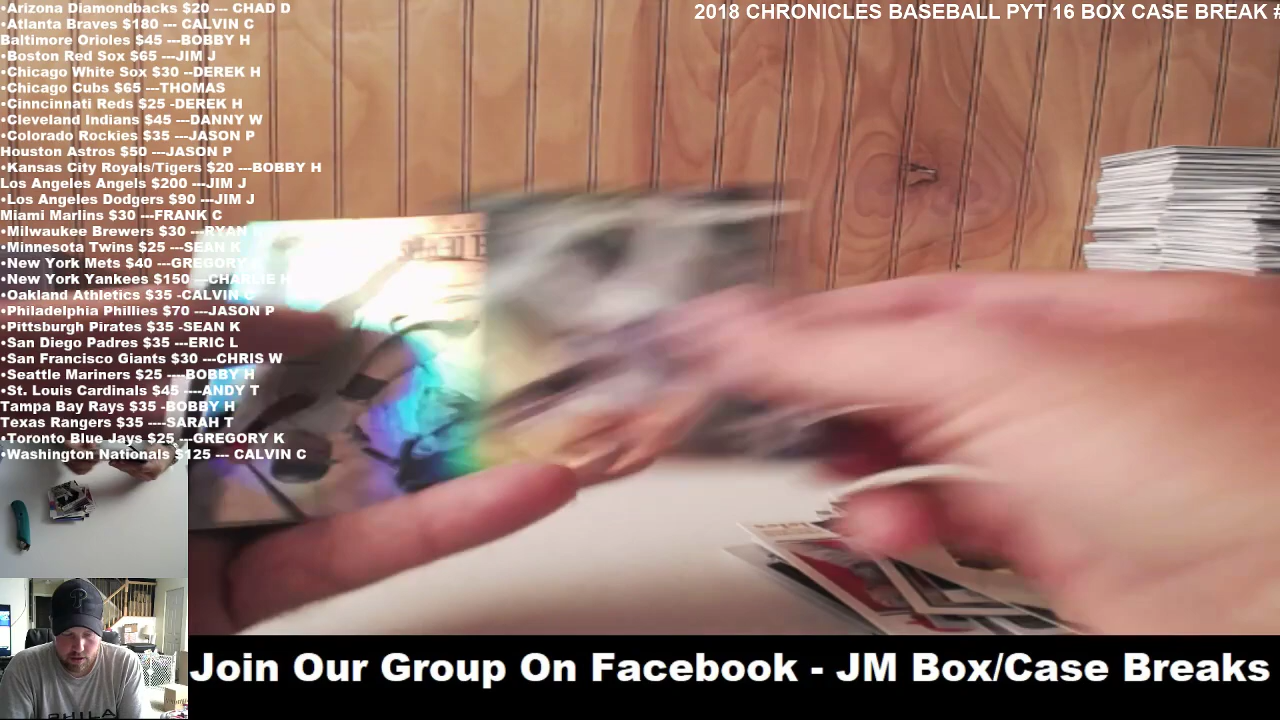 •Arizona Diamondbacks $20 --- CHAD D
•Atlanta Braves $180 --- CALVIN C
Baltimore Orioles $45 ---BOBBY H
•Boston Red Sox $65 ---JIM J
•Chicago White Sox $30 --DEREK H
•Chicago Cubs $65 ---THOMAS
•Cinncinnati Reds $25 -DEREK H
•Cleveland Indians $45 ---DANNY W
•Colorado Rockies $35 ---JASON P
Houston Astros $50 ---JASON P
•Kansas City Royals/Tigers $20 ---BOBBY H
Los Angeles Angels $200 ---JIM J
•Los Angeles Dodgers $90 ---JIM J
Miami Marlins $30 ---FRANK C
•Milwaukee Brewers $30 ---RYAN
•Minnesota Twins $25 ---SEAN K
•New York Mets $40 ---GREGORY
•New York Yankees $150 ---CHARLIE H
•Oakland Athletics $35 -CALVIN C
•Philadelphia Phillies $70 ---JASON P
•Pittsburgh Pirates $35 -SEAN K
•San Diego Padres $35 ---ERIC L
•San Francisco Giants $30 ---CHRIS W
•Seattle Mariners $25 ----BOBBY H
•St. Louis Cardinals $45 ----ANDY T
Tampa Bay Rays $35 -BOBBY H
Texas Rangers $35 ----SARAH T
•Toronto Blue Jays $25 ---GREGORY K
•Washington Nationals $125 --- CALVIN C
2018 CHRONICLES BASEBALL PYT 16 BOX CASE BREAK #
Join Our Group On Facebook - JM Box/Case Breaks